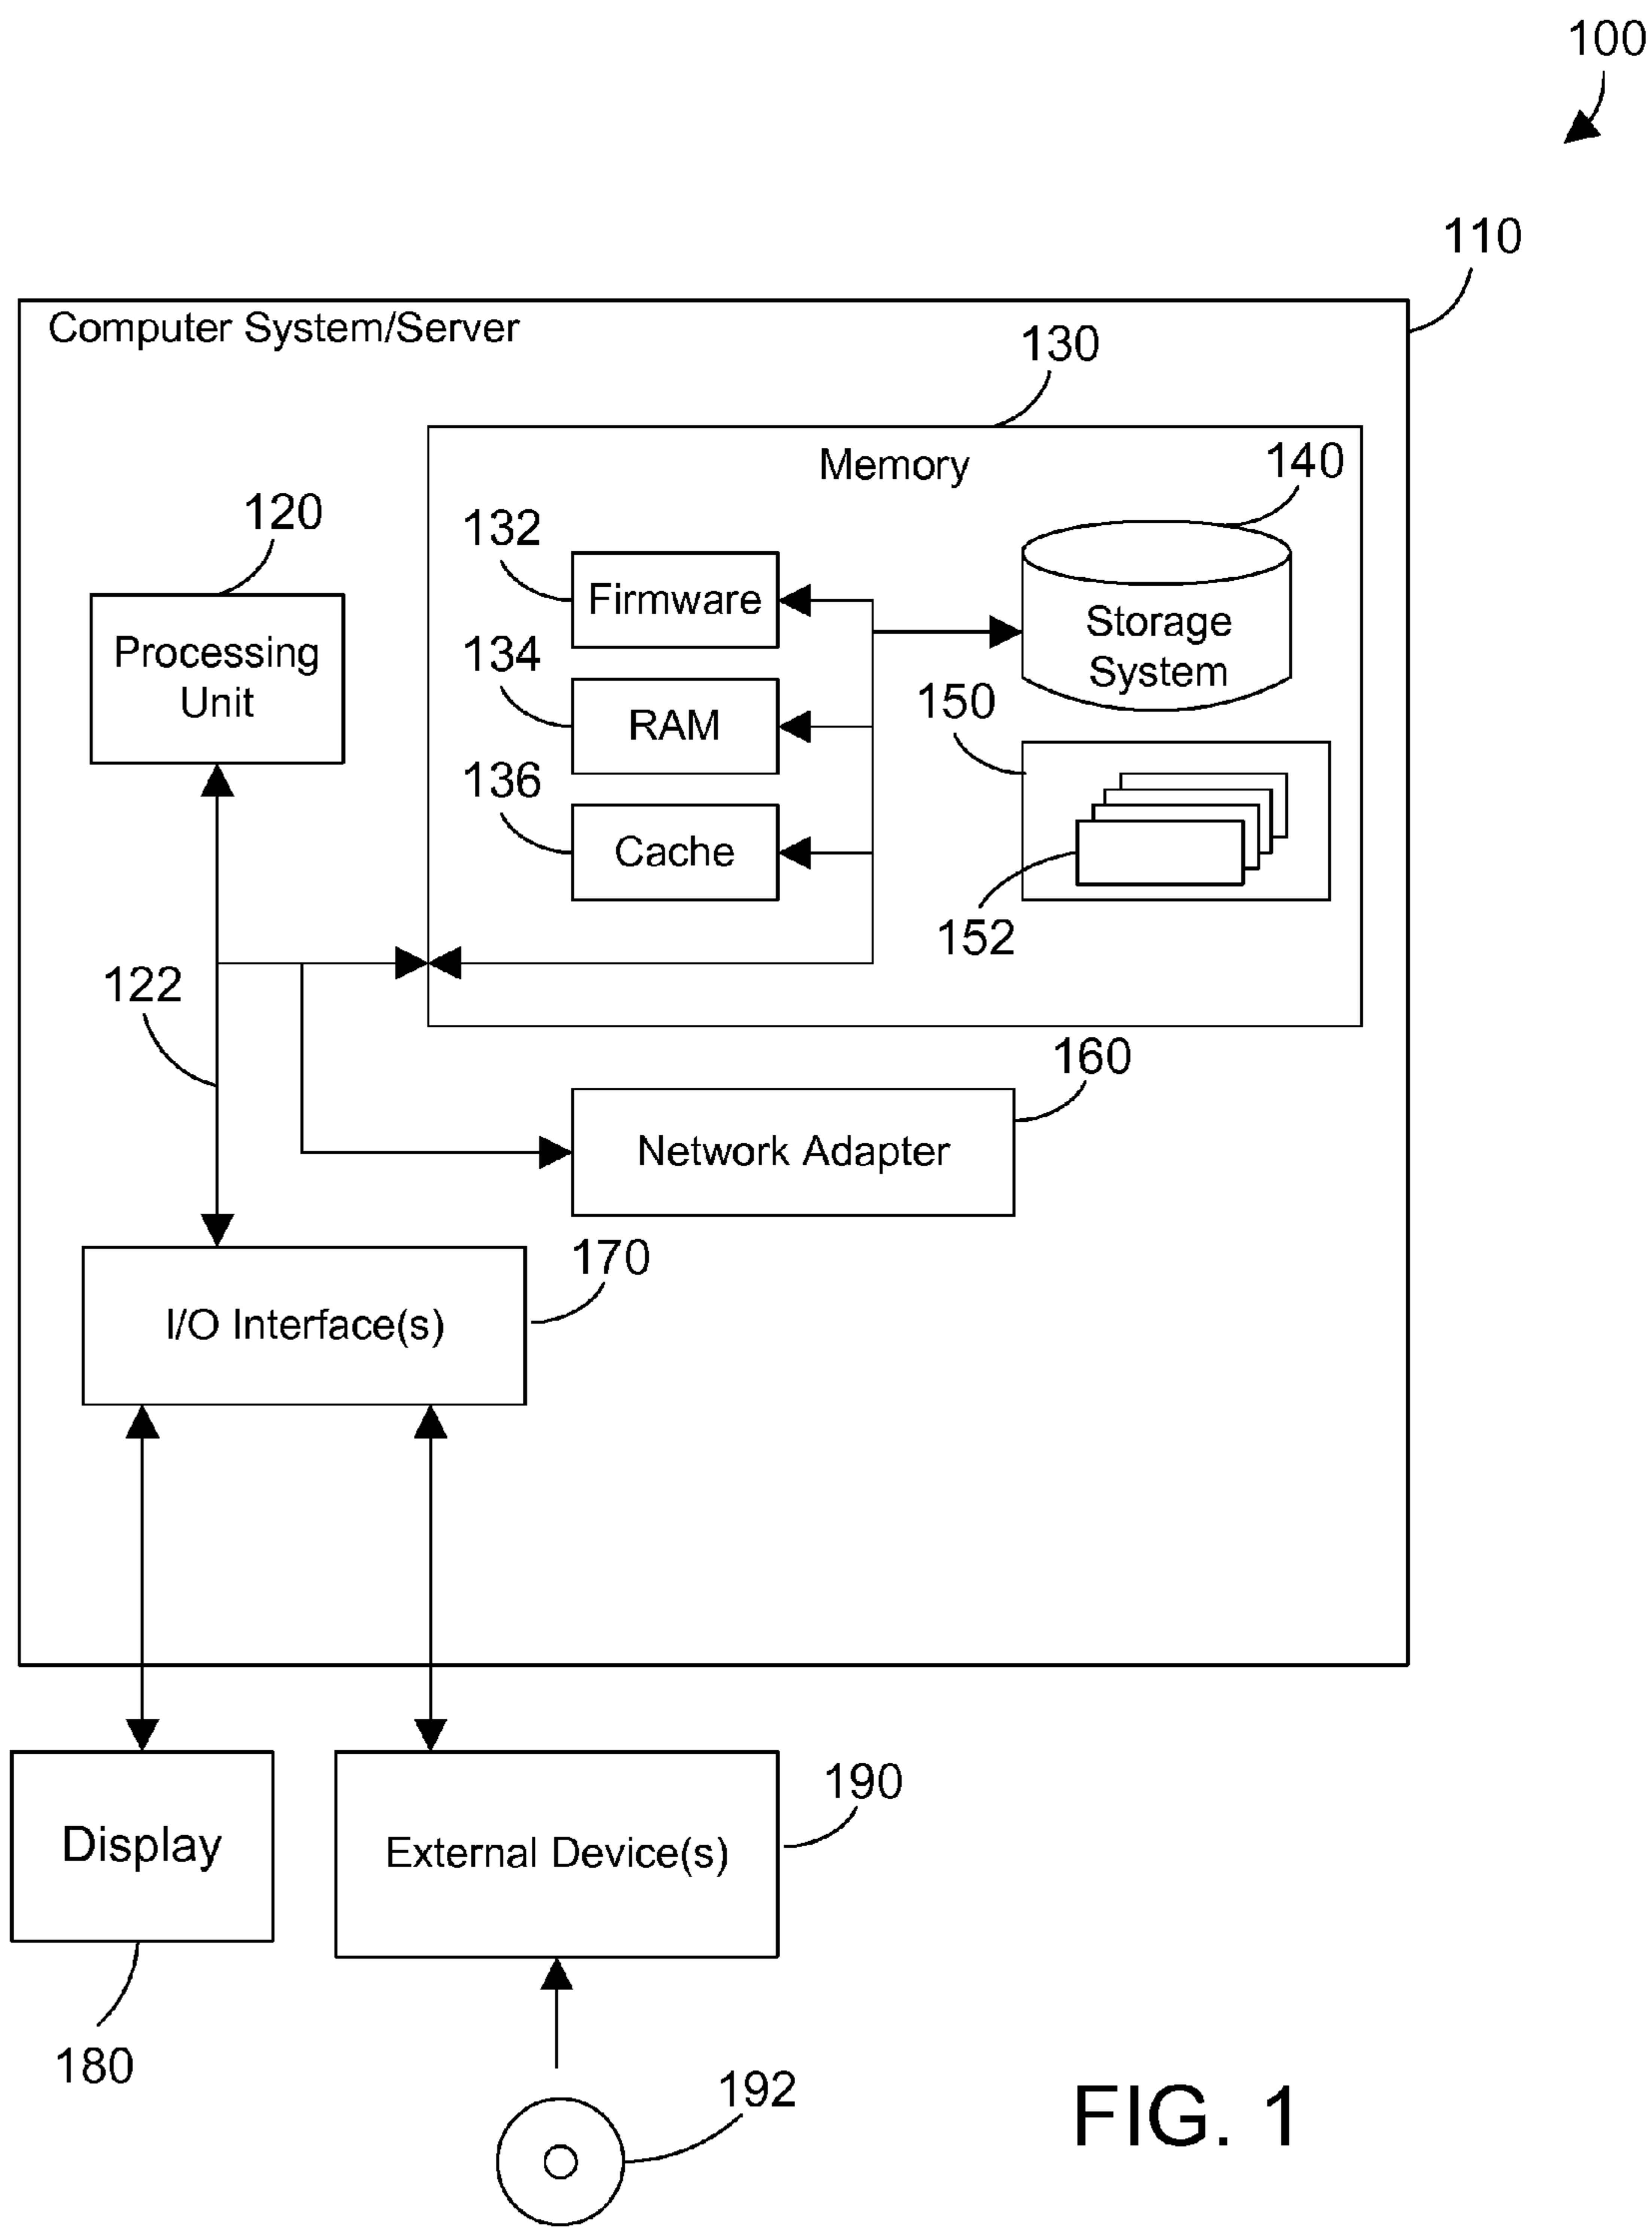 100
110
Computer System/Server
130
Memory
140
120
132
Firmware
Storage
System
Processing
Unit
134
RAM
150
136
Cache
152
122
160
Network Adapter
170
I/O Interface(s)
190
Display
External Device(s)
180
192
FIG. 1